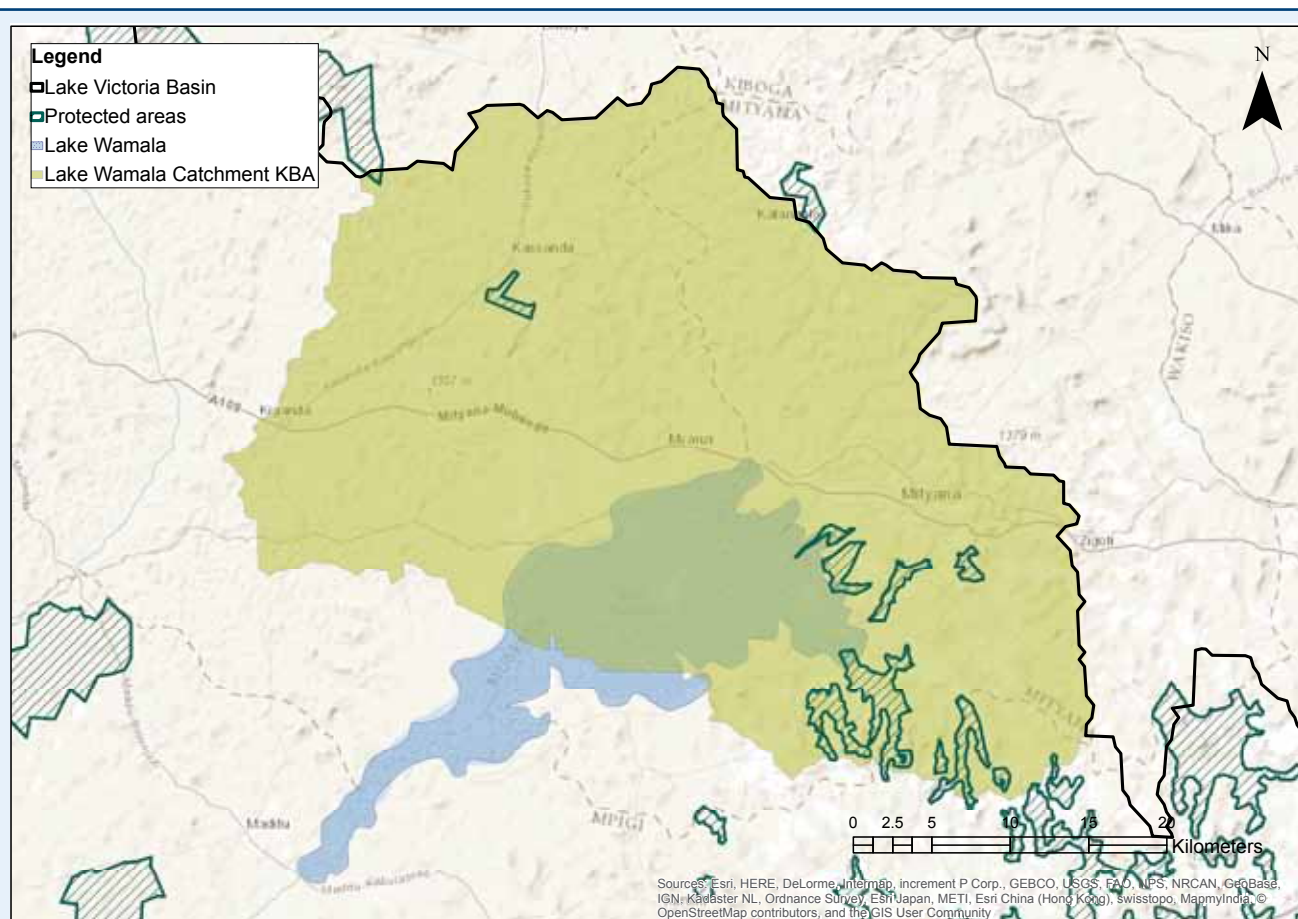 Legend
Lake Victoria Basin
Protected areas
Lake Wamala
Lake Wamala Catchment KBA
N
KIBOGA
MITYANA
Kassanda
WAKISO
A109
Mityana-Mubende
Mityana
Zigoti
MITYANA
MPIGI
Maddu
0 2.5 5 10 15 20
Kilometers
Sources: Esri, HERE, DeLorme, Intermap, increment P Corp., GEBCO, USGS, FAO, NPS, NRCAN, GeoBase,
IGN, Kadaster NL, Ordnance Survey, Esri Japan, METI, Esri China (Hong Kong), swisstopo, MapmyIndia, ©
OpenStreetMap contributors, and the GIS User Community